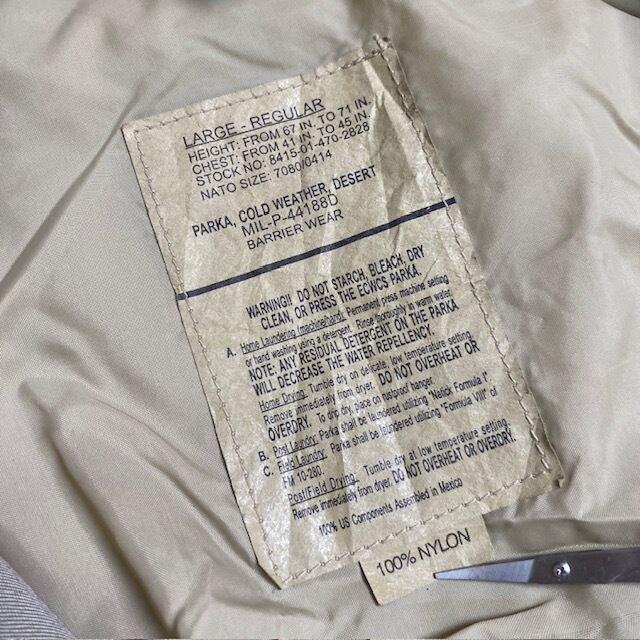 LARGE - REGULAR
HEIGHT: FROM 67 IN. TO 71 IN.
CHEST: FROM 41 IN. TO 45 IN.
STOCK NO: 8415-01-470-2828
NATO SIZE: 7080/0414
PARKA, COLD WEATHER, DESERT
MIL-P-44188D
BARRIER WEAR
WARNING!! DO NOT STARCH, BLEACH, DRY
CLEAN, OR PRESS THE ECWCS PARKA.
A. Home Laundering (machine/hand): Permanent press machine setting
or hand washing using a detergent. Rinse thoroughly in warm water.
NOTE: ANY RESIDUAL DETERGENT ON THE PARKA
WILL DECREASE THE WATER REPELLENCY.
Home Drying: Tumble dry on delicate, low temperature setting.
Remove immediately from dryer. DO NOT OVERHEAT OR
OVERDRY. To drip dry, place on rustproof hanger.
B. Post Laundry: Parka shall be laundered utilizing "Natick Formula I"
C. Field Laundry: Parka shall be laundered utilizing "Formula VIII" of
FM 10-280.
Post/Field Drying: Tumble dry at low temperature setting.
Remove immediately from dryer. DO NOT OVERHEAT OR OVERDRY.
100% US Components Assembled in Mexico
100% NYLON